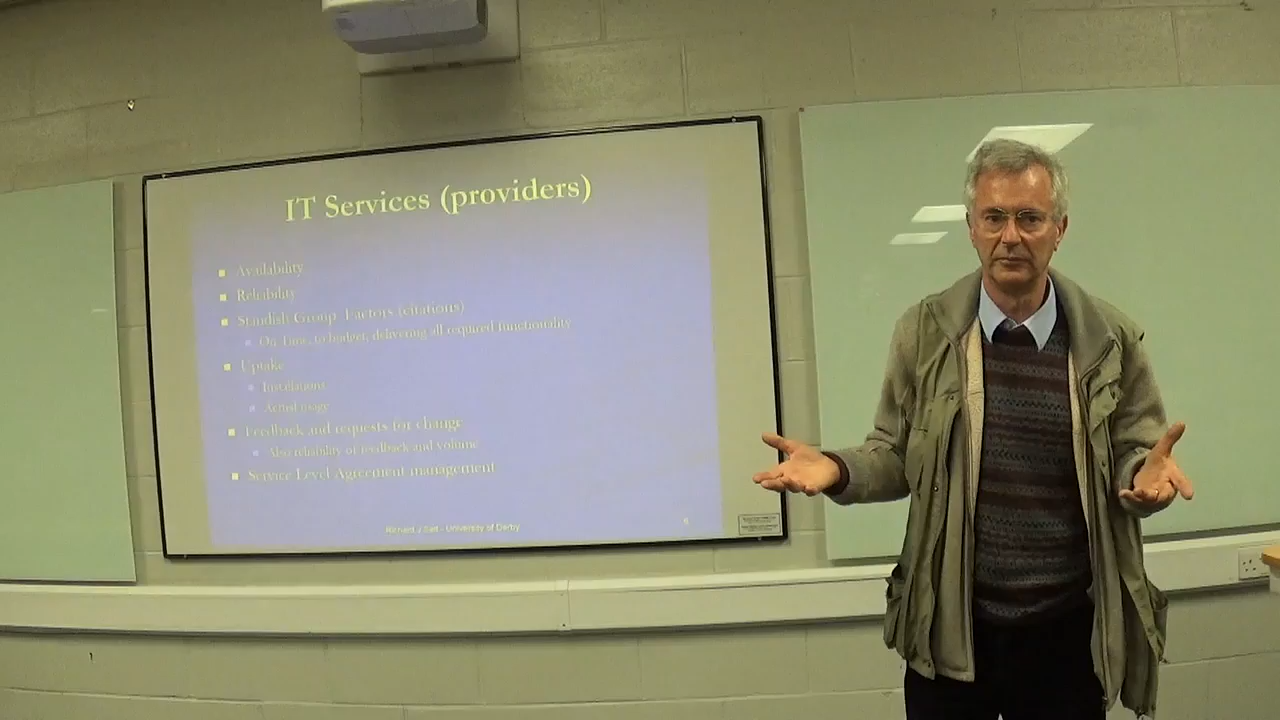 IT Services (providers)
Availability
Reliability
Standish Group Factors (citations)
On Time, to budget, delivering all required functionality
Uptake
Installations
Actual usage
Feedback and requests for change
Also reliability of feedback and volume
Service Level Agreement management
Richard J - University of Derby